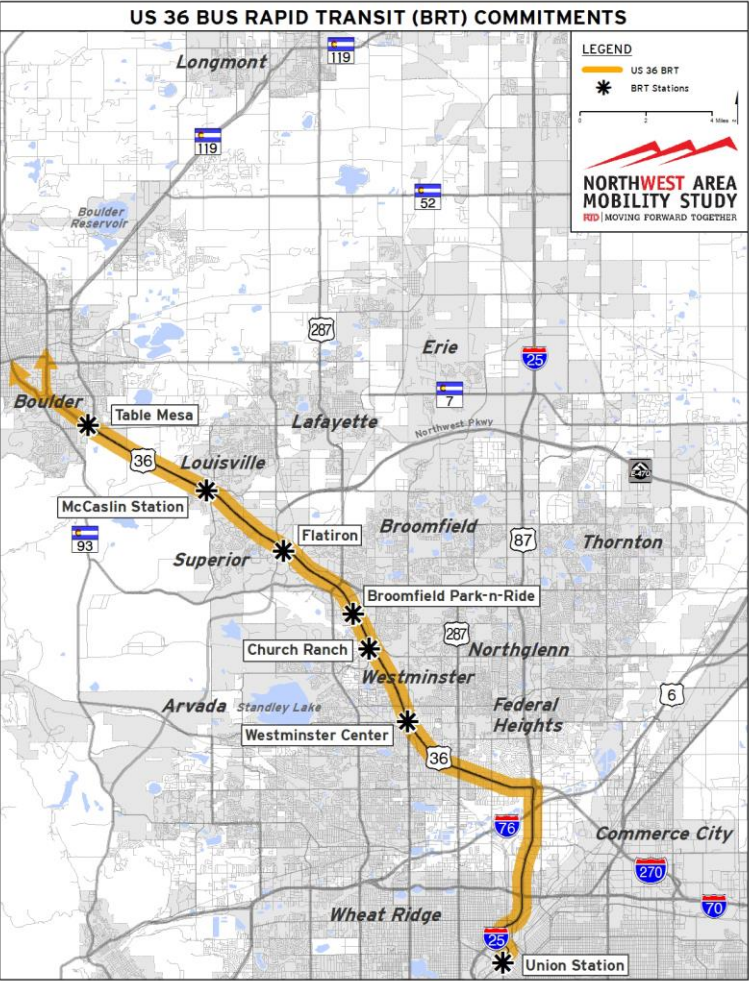 US 36 BUS RAPID TRANSIT (BRT) COMMITMENTS
LEGEND
US 36 BRT
BRT Stations
0 2 4 Miles
NORTHWEST AREA
MOBILITY STUDY
RTD | MOVING FORWARD TOGETHER
Longmont
119
119
52
Boulder
Reservoir
287
Erie
25
7
Boulder
Table Mesa
Lafayette
Northwest Pkwy
36
Louisville
E-470
McCaslin Station
93
Flatiron
Broomfield
87
Thornton
Superior
Broomfield Park-n-Ride
287
Church Ranch
Northglenn
Westminster
6
Arvada
Standley Lake
Federal
Heights
Westminster Center
36
76
Commerce City
270
70
Wheat Ridge
25
Union Station